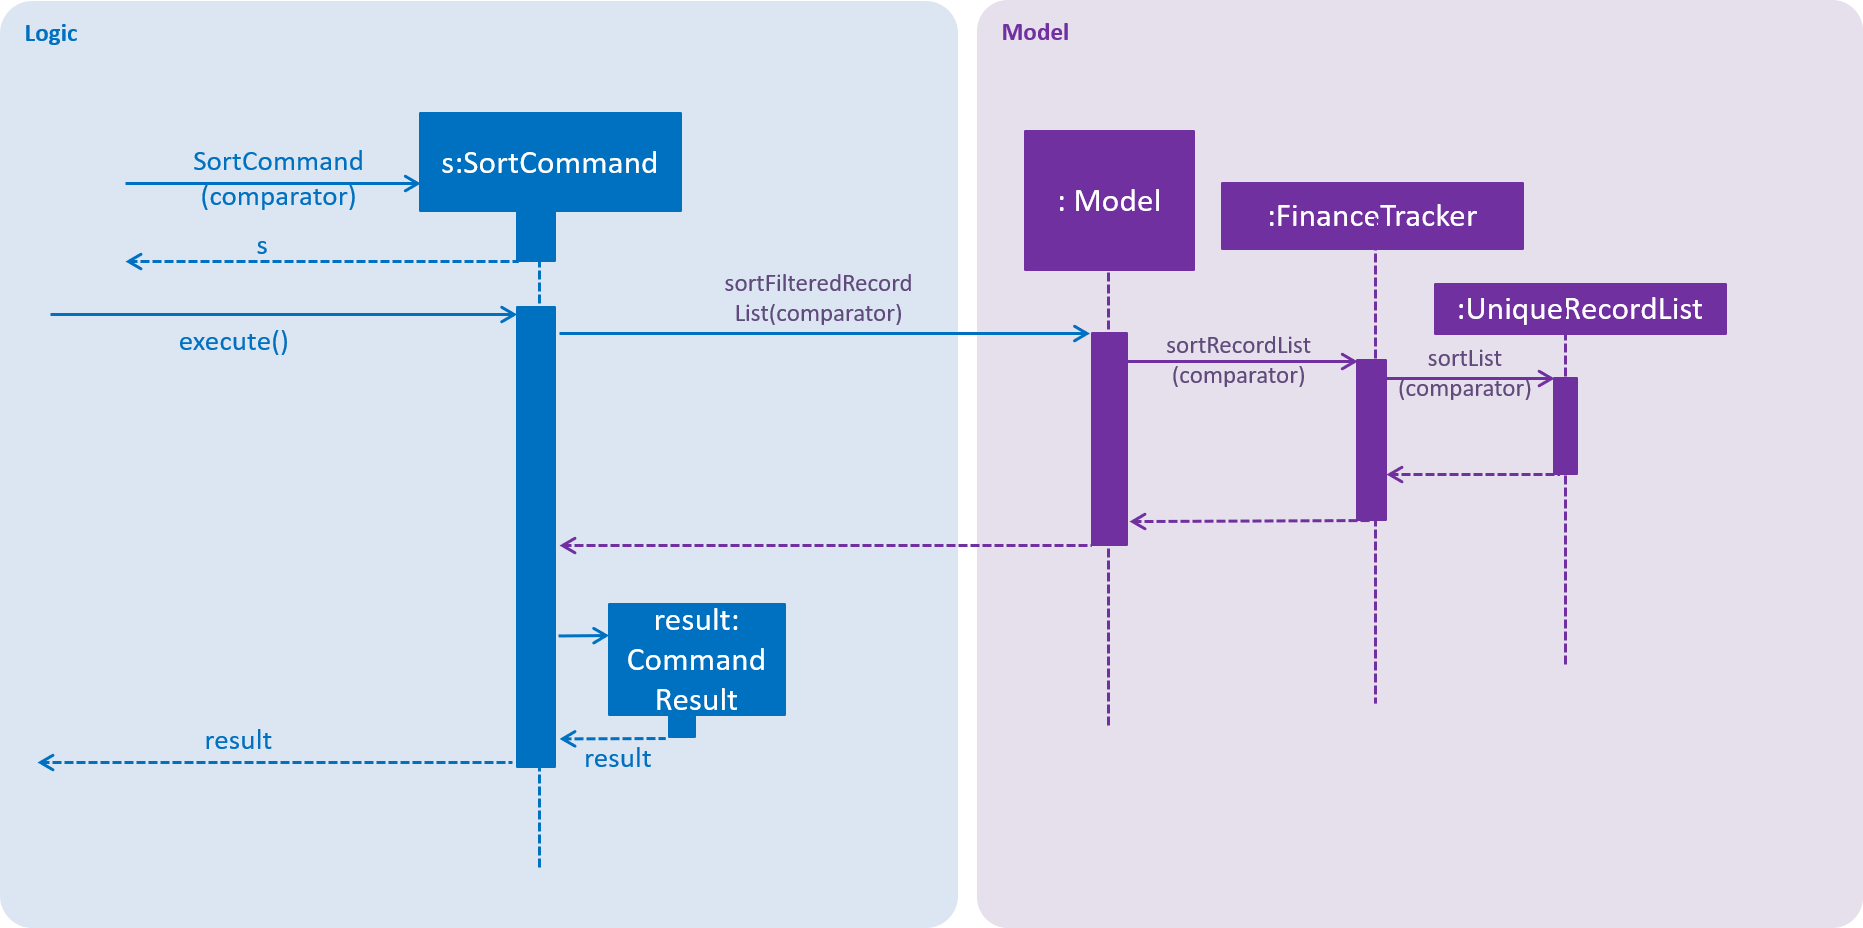 Logic
Model
SortCommand
(comparator)
s:SortCommand
s
execute()
sortFilteredRecord
List(comparator)
: Model
:FinanceTracker
:UniqueRecordList
sortRecordList
(comparator)
sortList
(comparator)
result:
Command
Result
result
result